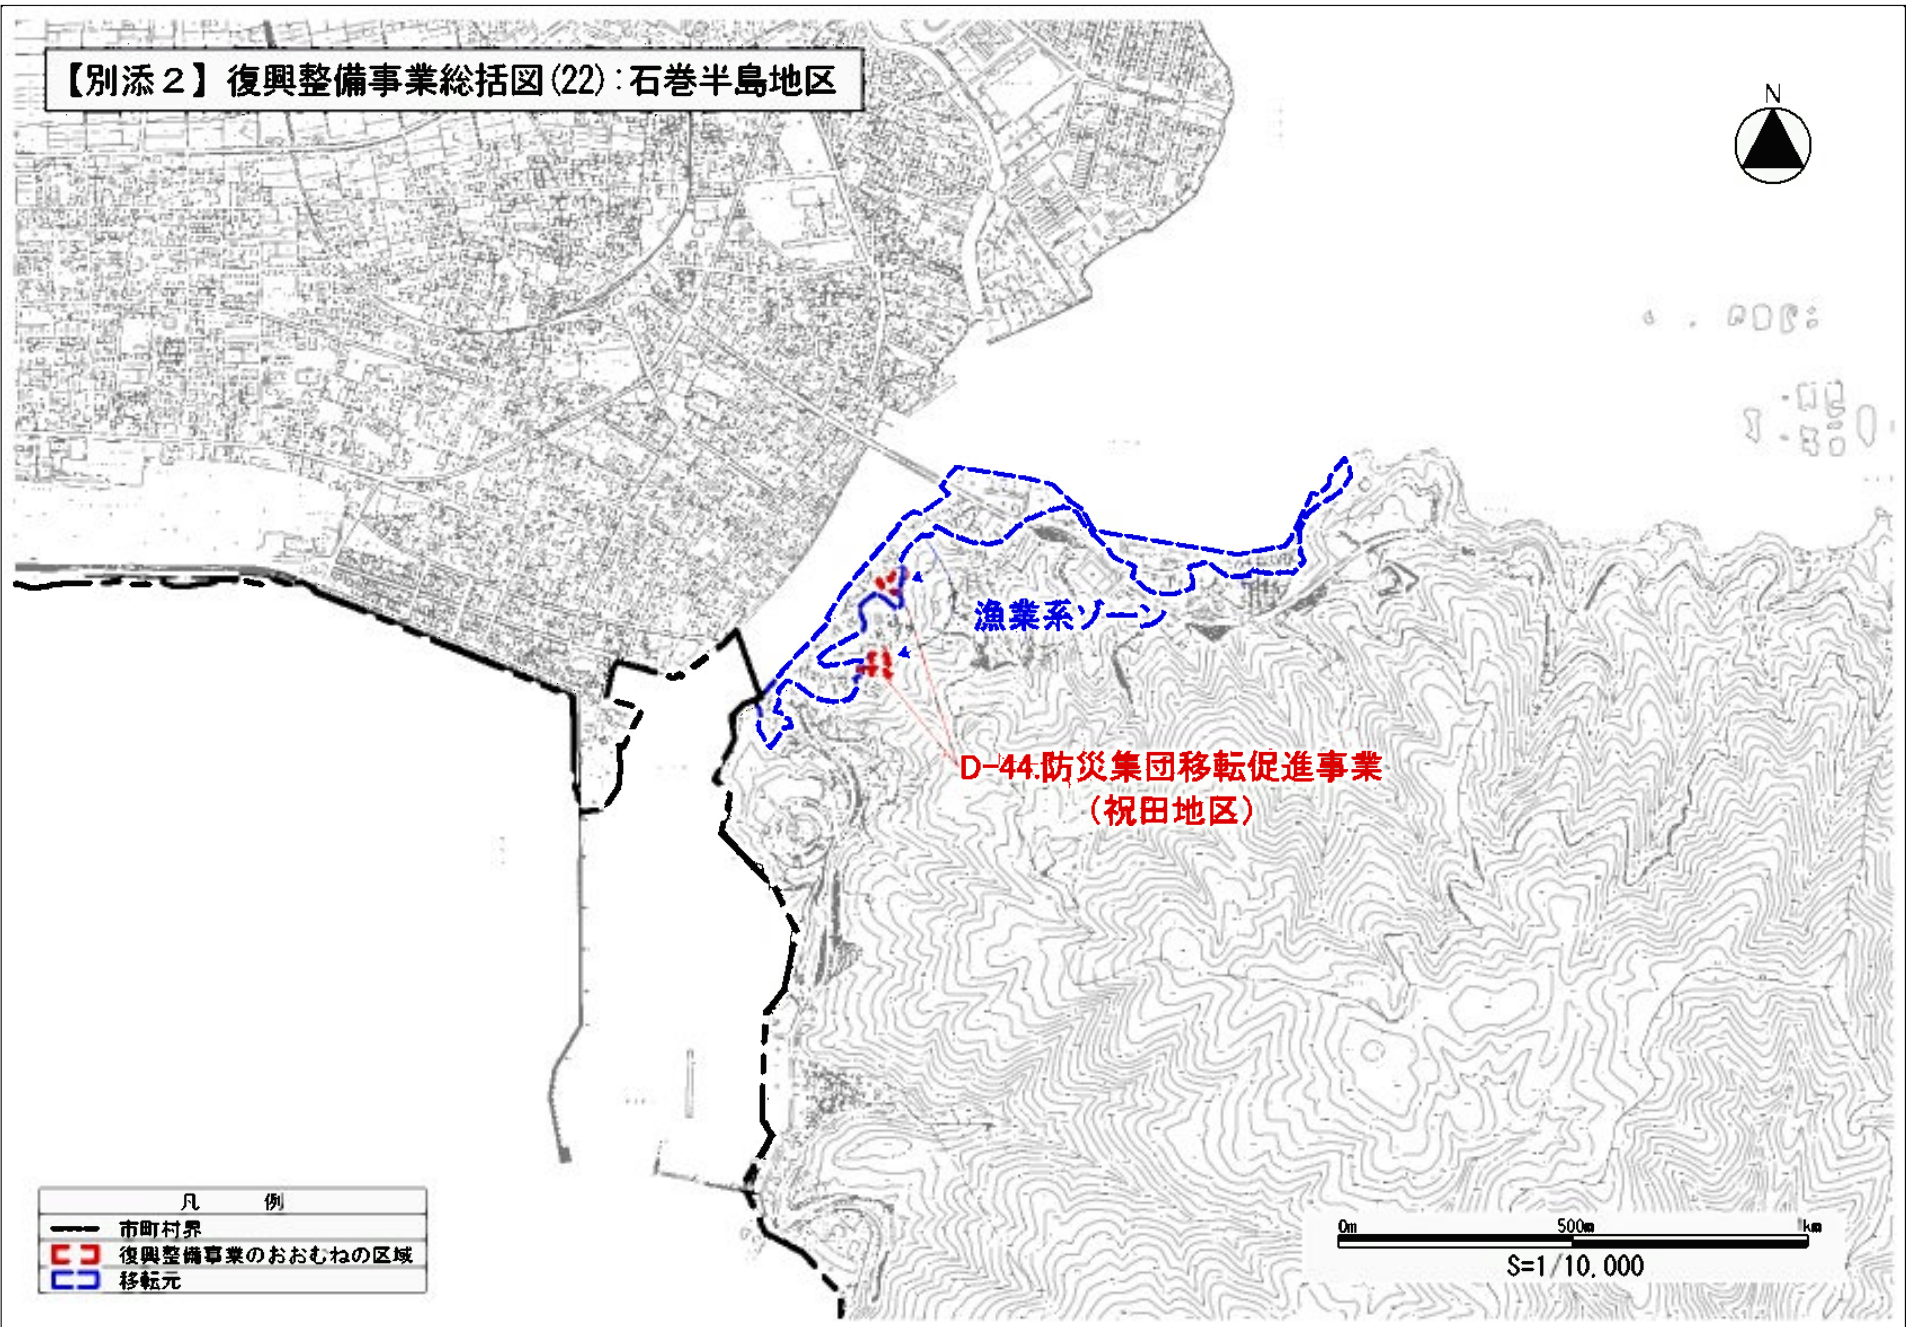 【別添２】復興整備事業総括図(22):石巻半島地区
N
漁業系ゾーン
D-44.防災集団移転促進事業
(祝田地区)
凡 例
市町村界
復興整備事業のおおむねの区域
移転元
0m 500m 1km
S=1/10,000